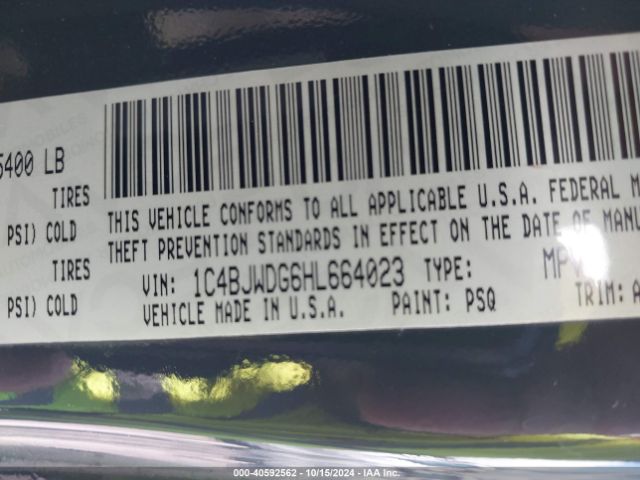 5400 LB
TIRES
PSI) COLD
TIRES
PSI) COLD
THIS VEHICLE CONFORMS TO ALL APPLICABLE U.S.A. FEDERAL M
THEFT PREVENTION STANDARDS IN EFFECT ON THE DATE OF MANU
VIN: 1C4BJWDG6HL664023 TYPE: MPV
VEHICLE MADE IN U.S.A. PAINT: PSQ TRIM: A
000-40592562 - 10/15/2024 - IAA Inc.